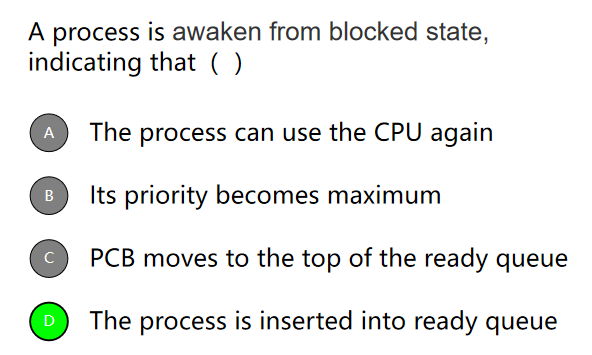 A process is awaken from blocked state,
indicating that ( )
A The process can use the CPU again
B Its priority becomes maximum
C PCB moves to the top of the ready queue
D The process is inserted into ready queue